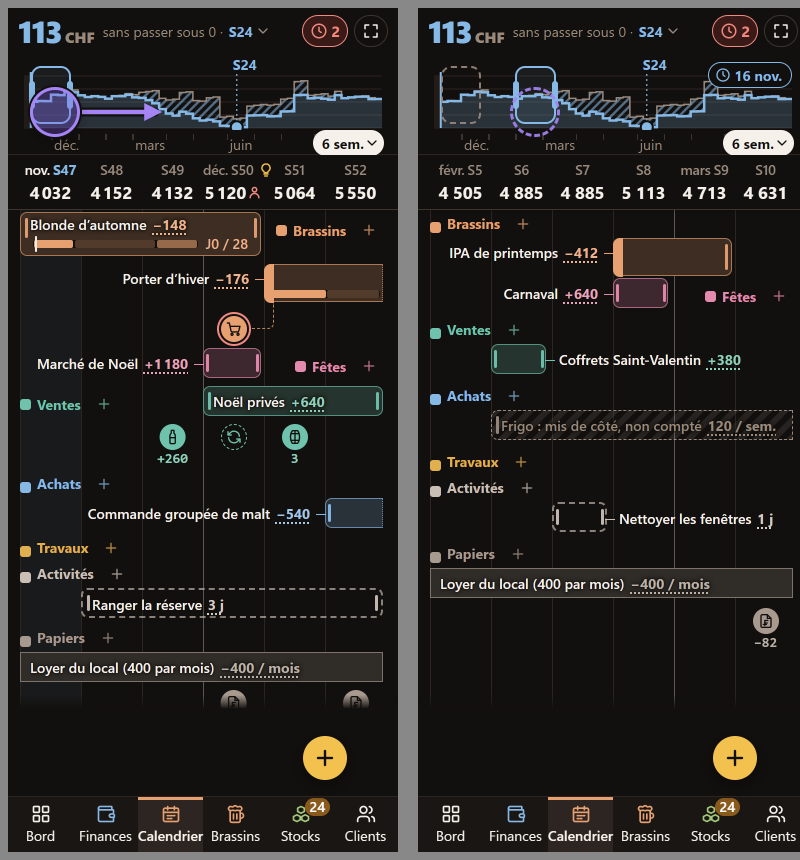 113 CHF sans passer sous 0 · S24 2
S24
déc. mars juin 6 sem.
nov. S47 S48 S49 déc. S50 S51 S52
4 032 4 152 4 132 5 120 5 064 5 550
Blonde d’automne −148
J0 / 28
Brassins +
Porter d’hiver −176
Marché de Noël +1 180
Fêtes +
Ventes +
Noël privés +640
+260 3
Achats +
Commande groupée de malt −540
Travaux +
Activités +
Ranger la réserve 3 j
Papiers +
Loyer du local (400 par mois) −400 / mois
+
24
Bord Finances Calendrier Brassins Stocks Clients
113 CHF sans passer sous 0 · S24 2
S24
16 nov.
déc. mars juin 6 sem.
févr. S5 S6 S7 S8 mars S9 S10
4 505 4 885 4 885 5 113 4 713 4 631
Brassins +
IPA de printemps −412
Carnaval +640
Fêtes +
Ventes +
Coffrets Saint-Valentin +380
Achats +
Frigo : mis de côté, non compté 120 / sem.
Travaux +
Activités +
Nettoyer les fenêtres 1 j
Papiers +
Loyer du local (400 par mois) −400 / mois
−82
+
24
Bord Finances Calendrier Brassins Stocks Clients